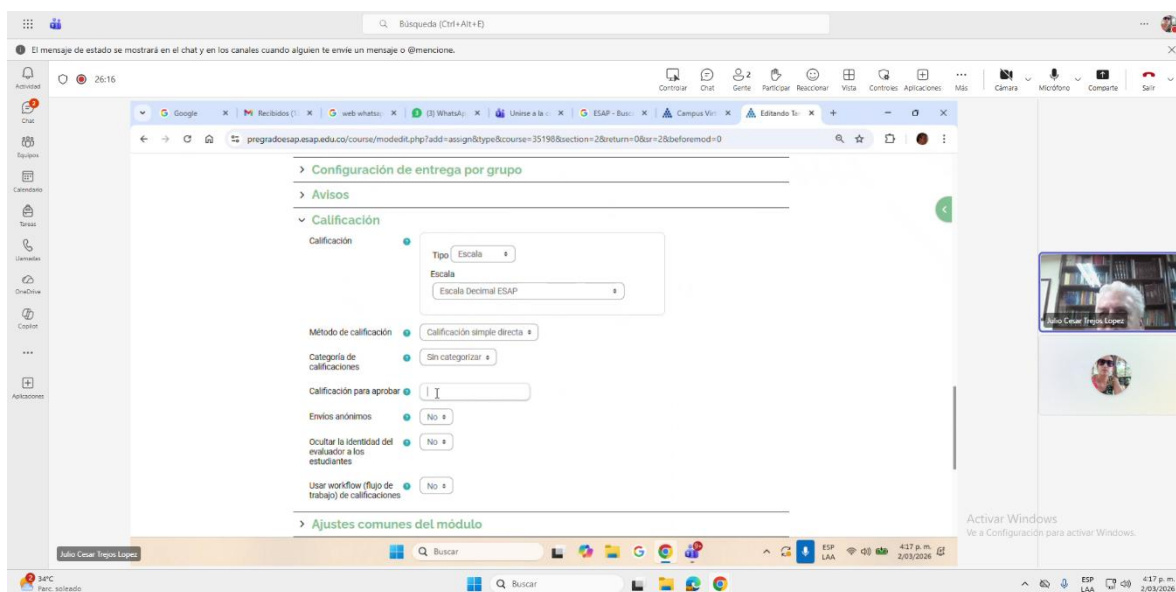 Búsqueda (Ctrl+Alt+E)
El mensaje de estado se mostrará en el chat y en los canales cuando alguien te envíe un mensaje o @mencione.
26:16
Controlar
Chat
2
Gente
Participar
Reaccionar
Vista
Controles
Aplicaciones
Más
Cámara
Micrófono
Compartir
Salir
Actividad
2
Chat
Equipos
Calendario
Tareas
Llamadas
OneDrive
Copilot
Aplicaciones
Google
Recibidos
web whatsap
(3) WhatsAp
Unirse a la
ESAP - Busc
Campus Virt
Editando Ta
pregradoesap.esap.edu.co/course/modedit.php?add=assign&type&course=35198&section=2&return=0&sr=2&beforemod=0
Configuración de entrega por grupo
Avisos
Calificación
Calificación
Tipo Escala
Escala
Escala Decimal ESAP
Método de calificación Calificación simple directa
Categoría de calificaciones Sin categorizar
Calificación para aprobar
Envíos anónimos No
Ocultar la identidad del
evaluador a los
estudiantes
No
Usar workflow (flujo de
trabajo) de calificaciones
No
Ajustes comunes del módulo
Julio Cesar Trejos Lopez
Activar Windows
Ve a Configuración para activar Windows.
Julio Cesar Trejos Lopez
Buscar
ESP
LAA
4:17 p. m.
2/03/2026
34°C
Parc. soleado
Buscar
ESP
LAA
4:17 p. m.
2/03/2026